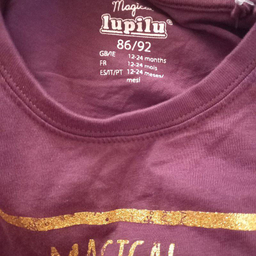 Magical
lupilu®
86/92
GB/IE 12-24 months
FR 12-24 mois
ES/IT/PT 12-24 meses/
mesi
MAGICAL